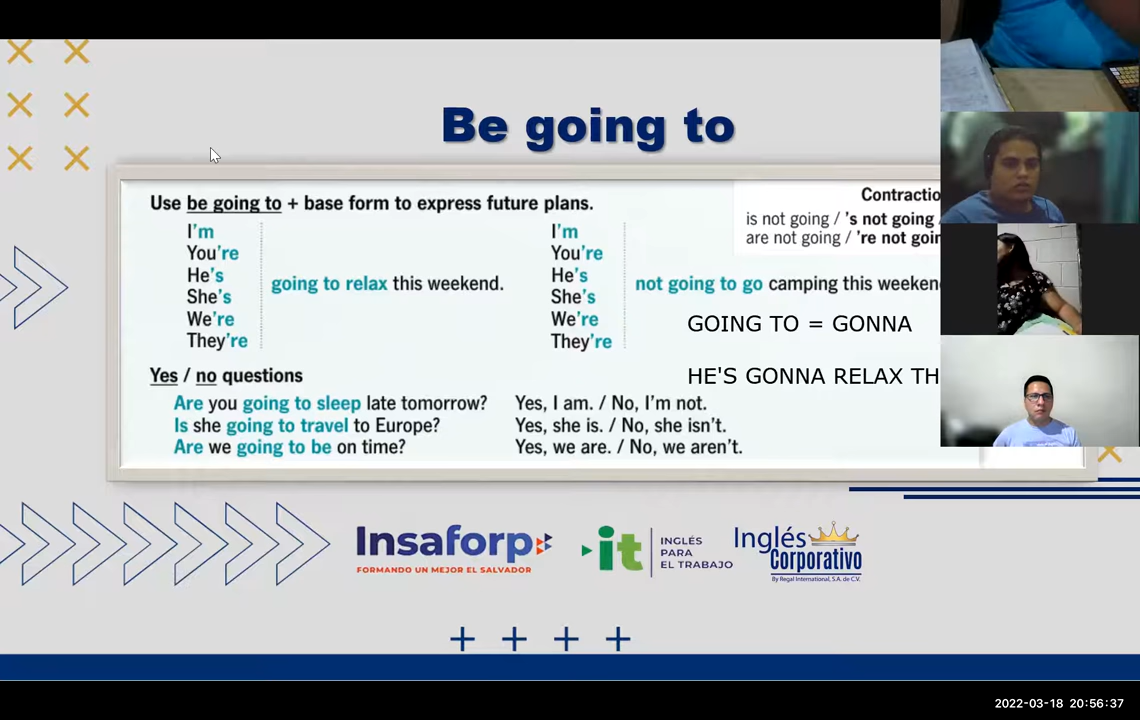 Be going to
Use be going to + base form to express future plans.
I'm
You're
He's
She's
We're
They're
going to relax this weekend.
I'm
You're
He's
She's
We're
They're
not going to go camping this
is not going / 's not going
are not going / 're not
GOING TO = GONNA
HE'S GONNA RELAX
Yes / no questions
Are you going to sleep late tomorrow? Yes, I am. / No, I'm not.
Is she going to travel to Europe? Yes, she is. / No, she isn't.
Are we going to be on time? Yes, we are. / No, we aren't.
Insaforp
FORMANDO UN MEJOR EL SALVADOR
it
INGLÉS
PARA
EL TRABAJO
Inglés
Corporativo
By Regal International, S.A. de C.V.
2022-03-18 20:56:37